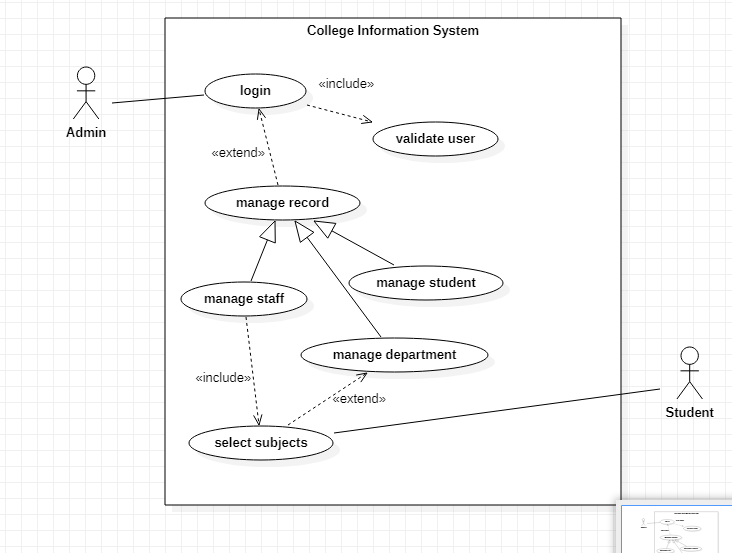 College Information System
login
«include»
validate user
Admin
«extend»
manage record
manage student
manage staff
manage department
«include»
«extend»
Student
select subjects